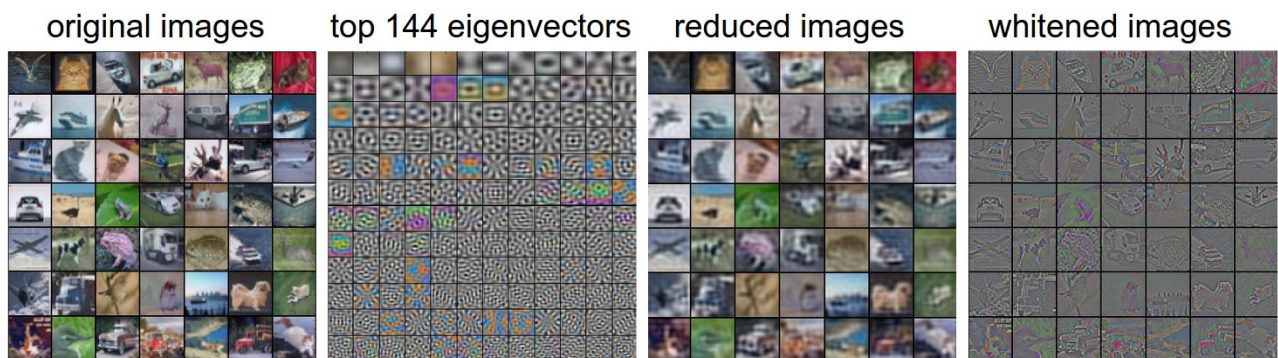 original images
top 144 eigenvectors
reduced images
whitened images